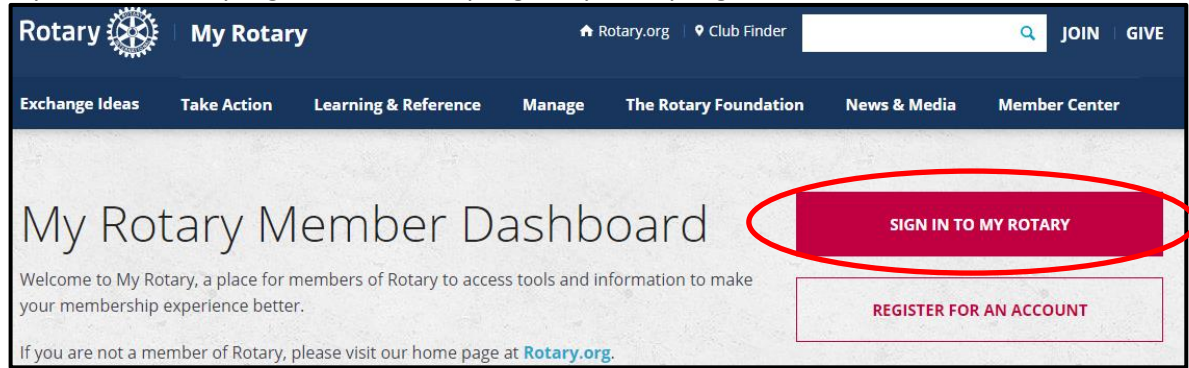 Rotary | My Rotary Rotary.org | Club Finder JOIN | GIVE
Exchange Ideas Take Action Learning & Reference Manage The Rotary Foundation News & Media Member Center
My Rotary Member Dashboard
SIGN IN TO MY ROTARY
Welcome to My Rotary, a place for members of Rotary to access tools and information to make
your membership experience better.
REGISTER FOR AN ACCOUNT
If you are not a member of Rotary, please visit our home page at Rotary.org.